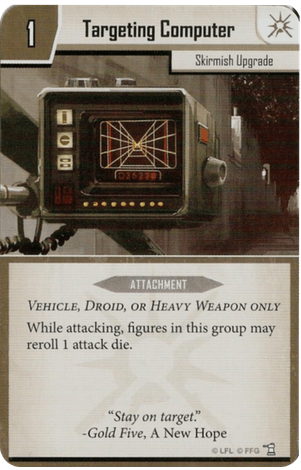 1
Targeting Computer
Skirmish Upgrade
ATTACHMENT
VEHICLE, DROID, OR HEAVY WEAPON ONLY
While attacking, figures in this group may
reroll 1 attack die.
“Stay on target.”
-Gold Five, A New Hope
© LFL © FFG